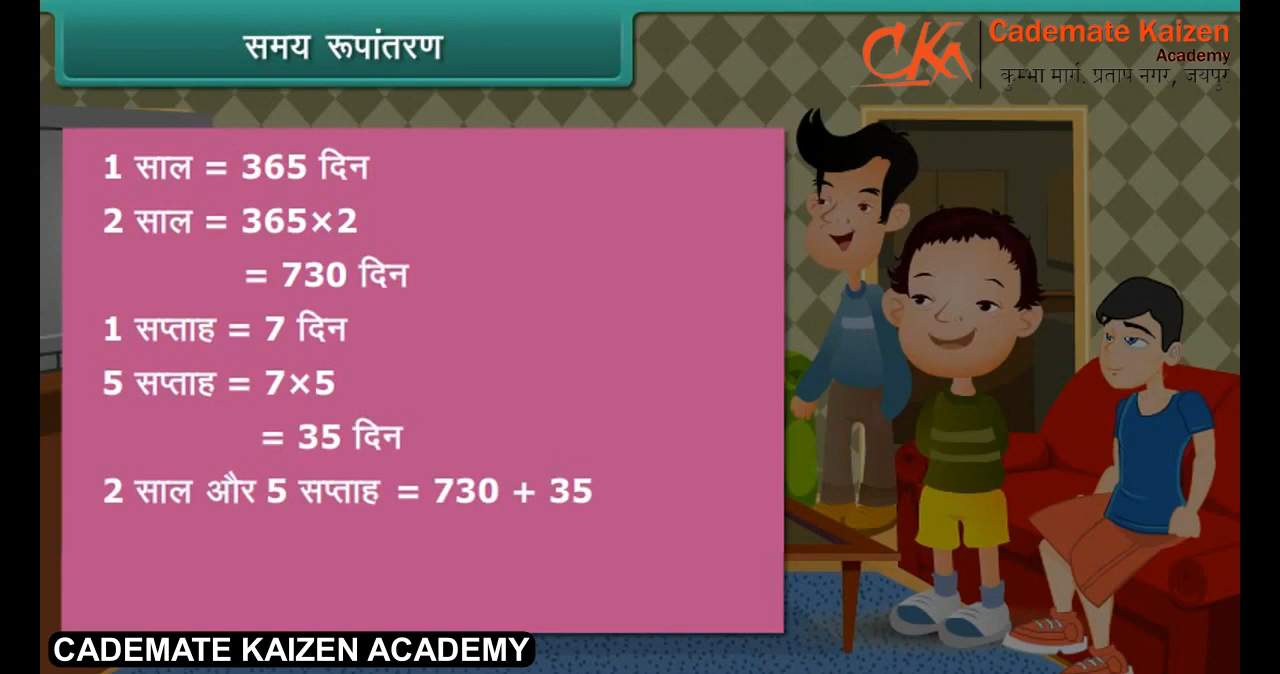 समय रूपांतरण
CKA
Cademate Kaizen
Academy
कुम्भा मार्ग. प्रताप नगर, जयपुर
1 साल = 365 दिन
2 साल = 365×2
= 730 दिन
1 सप्ताह = 7 दिन
5 सप्ताह = 7×5
= 35 दिन
2 साल और 5 सप्ताह = 730 + 35
CADEMATE KAIZEN ACADEMY